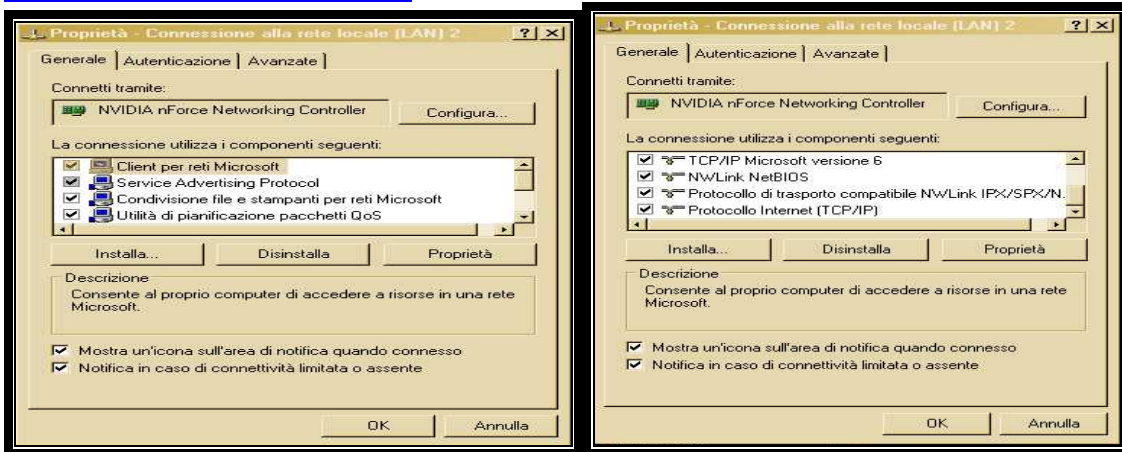 Proprietà - Connessione alla rete locale (LAN) 2
Generale Autenticazione Avanzate
Connetti tramite:
NVIDIA nForce Networking Controller Configura...
La connessione utilizza i componenti seguenti:
Client per reti Microsoft
Service Advertising Protocol
Condivisione file e stampanti per reti Microsoft
Utilità di pianificazione pacchetti QoS
Installa... Disinstalla Proprietà
Descrizione
Consente al proprio computer di accedere a risorse in una rete
Microsoft.
Mostra un'icona sull'area di notifica quando connesso
Notifica in caso di connettività limitata o assente
OK Annulla
Proprietà - Connessione alla rete locale (LAN) 2
Generale Autenticazione Avanzate
Connetti tramite:
NVIDIA nForce Networking Controller Configura...
La connessione utilizza i componenti seguenti:
TCP/IP Microsoft versione 6
NWLink NetBIOS
Protocollo di trasporto compatibile NWLink IPX/SPX/N.
Protocollo Internet (TCP/IP)
Installa... Disinstalla Proprietà
Descrizione
Consente al proprio computer di accedere a risorse in una rete
Microsoft.
Mostra un'icona sull'area di notifica quando connesso
Notifica in caso di connettività limitata o assente
OK Annulla